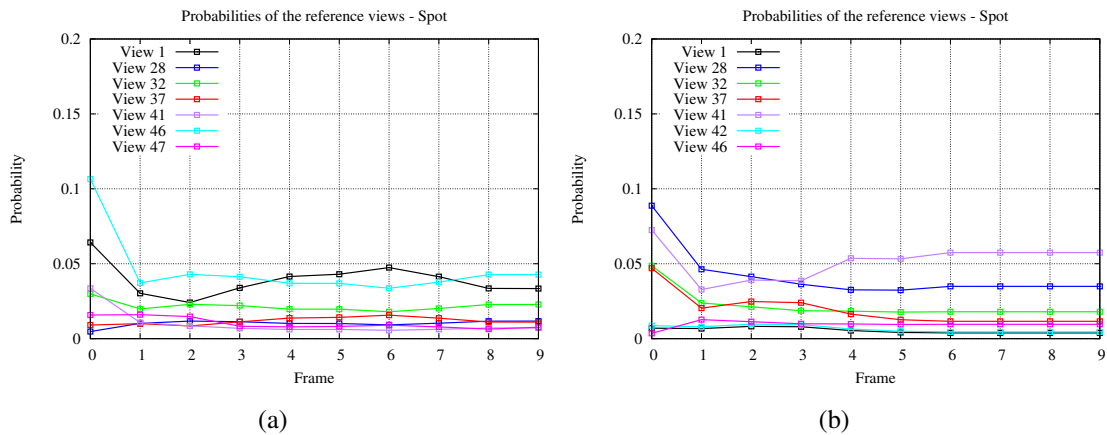 Probabilities of the reference views - Spot
0.2
0.15
0.1
0.05
0
Probability
View 1
View 28
View 32
View 37
View 41
View 46
View 47
0 1 2 3 4 5 6 7 8 9
Frame
(a)
Probabilities of the reference views - Spot
0.2
0.15
0.1
0.05
0
Probability
View 1
View 28
View 32
View 37
View 41
View 42
View 46
0 1 2 3 4 5 6 7 8 9
Frame
(b)